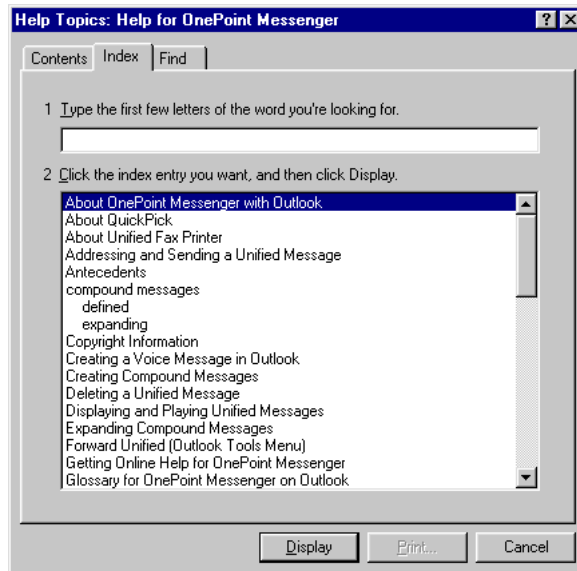 Help Topics: Help for OnePoint Messenger
Contents Index Find
1 Type the first few letters of the word you're looking for.
2 Click the index entry you want, and then click Display.
About OnePoint Messenger with Outlook
About QuickPick
About Unified Fax Printer
Addressing and Sending a Unified Message
Antecedents
compound messages
defined
expanding
Copyright Information
Creating a Voice Message in Outlook
Creating Compound Messages
Deleting a Unified Message
Displaying and Playing Unified Messages
Expanding Compound Messages
Forward Unified (Outlook Tools Menu)
Getting Online Help for OnePoint Messenger
Glossary for OnePoint Messenger on Outlook
Display Print... Cancel